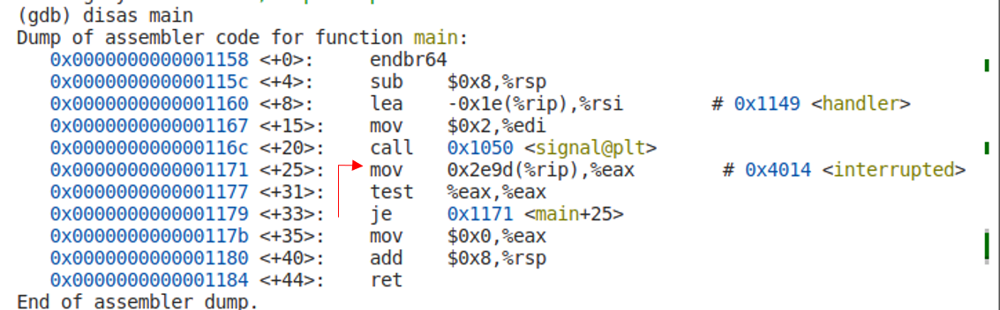 (gdb) disas main
Dump of assembler code for function main:
0x0000000000001158 <+0>: endbr64
0x000000000000115c <+4>: sub $0x8,%rsp
0x0000000000001160 <+8>: lea -0x1e(%rip),%rsi # 0x1149 <handler>
0x0000000000001167 <+15>: mov $0x2,%edi
0x000000000000116c <+20>: call 0x1050 <signal@plt>
0x0000000000001171 <+25>: mov 0x2e9d(%rip),%eax # 0x4014 <interrupted>
0x0000000000001177 <+31>: test %eax,%eax
0x0000000000001179 <+33>: je 0x1171 <main+25>
0x000000000000117b <+35>: mov $0x0,%eax
0x0000000000001180 <+40>: add $0x8,%rsp
0x0000000000001184 <+44>: ret
End of assembler dump.